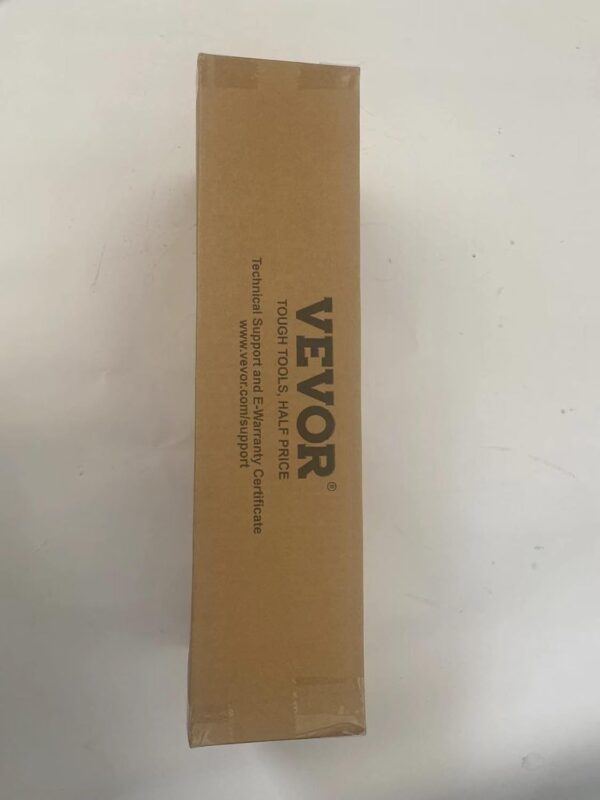 VEVOR®
TOUGH TOOLS, HALF PRICE
Technical Support and E-Warranty Certificate
www.vevor.com/support